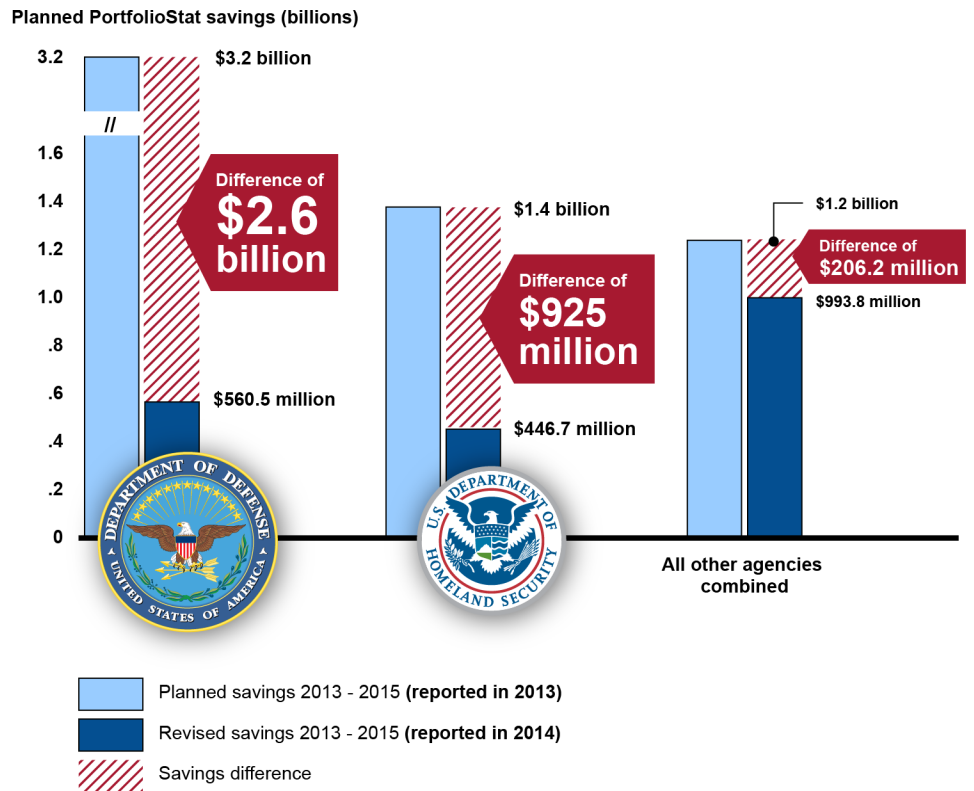 Planned PortfolioStat savings (billions)
3.2
1.6
1.4
1.2
1.0
.8
.6
.4
.2
0
//
$3.2 billion
Difference of
$2.6
billion
$560.5 million
DEPARTMENT OF DEFENSE
UNITED STATES OF AMERICA
$1.4 billion
Difference of
$925
million
$446.7 million
U.S. DEPARTMENT OF
HOMELAND SECURITY
$1.2 billion
Difference of
$206.2 million
$993.8 million
All other agencies
combined
Planned savings 2013 - 2015 (reported in 2013)
Revised savings 2013 - 2015 (reported in 2014)
Savings difference